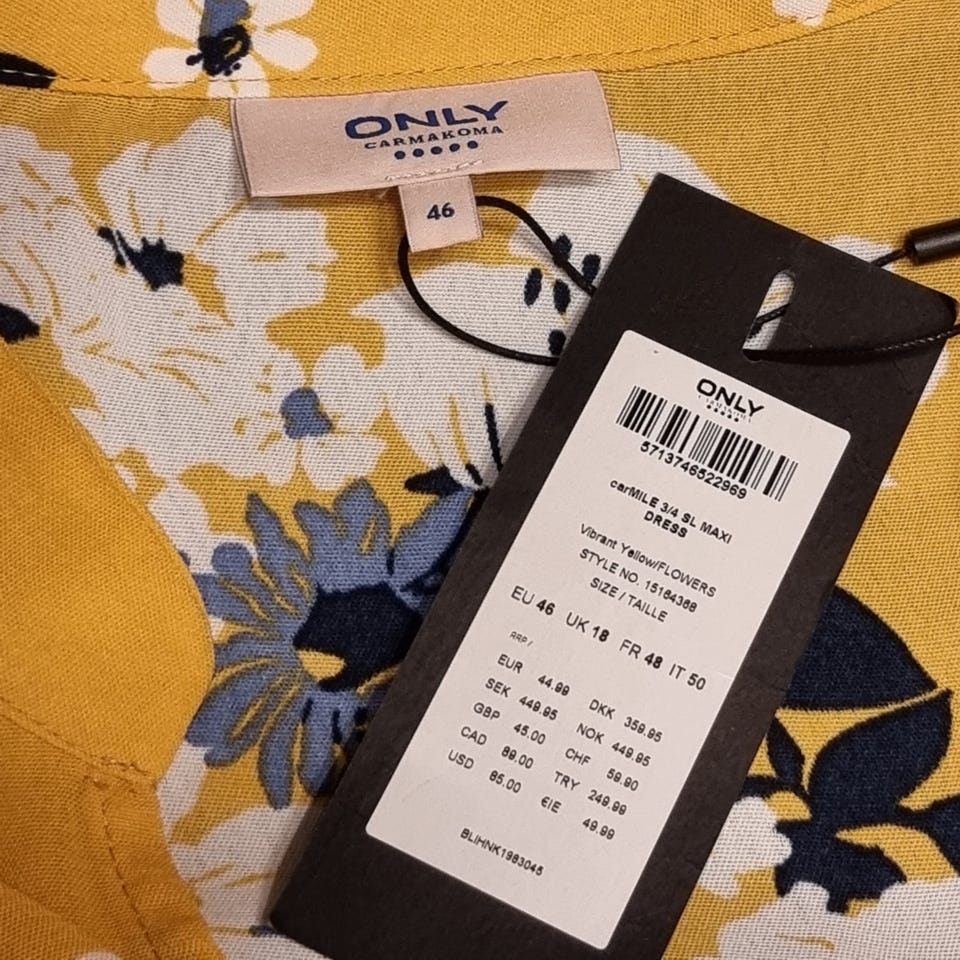 ONLY
CARMAKOMA
46
ONLY
5713746522969
carMILE 3/4 SL MAXI
DRESS
Vibrant Yellow/FLOWERS
STYLE NO. 15164368
SIZE / TAILLE
EU 46 UK 18 FR 48 IT 50
RRP /
EUR 44.99 DKK 359.95
SEK 449.95 NOK 449.95
GBP 45.00 CHF 59.90
CAD 89.00 TRY 249.99
USD 65.00 €IE 49.99
BLIHNK1983045